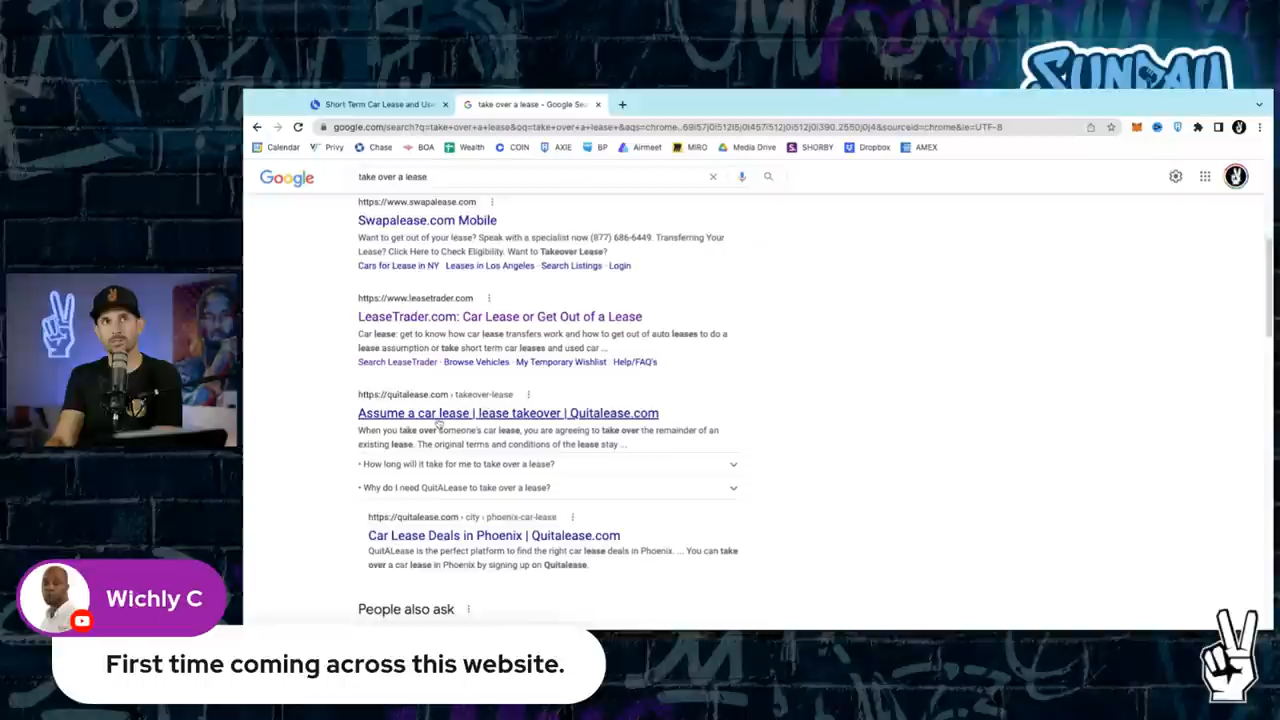 SUNDAY
Short Term Car Lease and Use
take over a lease - Google Sea
google.com/search?q=take+over+a+lease&oq=take+over+a+lease+&aqs=chrome..69i57j0i512l5j0i457i512j0i512j0i390.2550j0j4&sourceid=chrome&ie=UTF-8
Calendar Privy Chase BOA Wealth COIN AXIE BP Airmeet MIRO Media Drive SHORBY Dropbox AMEX
Google
take over a lease
https://www.swapalease.com
Swapalease.com Mobile
Want to get out of your lease? Speak with a specialist now (877) 686-6449. Transferring Your
Lease? Click Here to Check Eligibility. Want to Takeover Lease?
Cars for Lease in NY · Leases in Los Angeles · Search Listings · Login
https://www.leasetrader.com
LeaseTrader.com: Car Lease or Get Out of a Lease
Car lease: get to know how car lease transfers work and how to get out of auto leases to do a
lease assumption or take short term car leases and used car ...
Search LeaseTrader · Browse Vehicles · My Temporary Wishlist · Help/FAQ's
https://quitalease.com › takeover-lease
Assume a car lease | lease takeover | Quitalease.com
When you take over someone's car lease, you are agreeing to take over the remainder of an
existing lease. The original terms and conditions of the lease stay ...
How long will it take for me to take over a lease?
Why do I need QuitALease to take over a lease?
https://quitalease.com › city › phoenix-car-lease
Car Lease Deals in Phoenix | Quitalease.com
QuitALease is the perfect platform to find the right car lease deals in Phoenix. ... You can take
over a car lease in Phoenix by signing up on Quitalease.
People also ask
Wichly C
First time coming across this website.